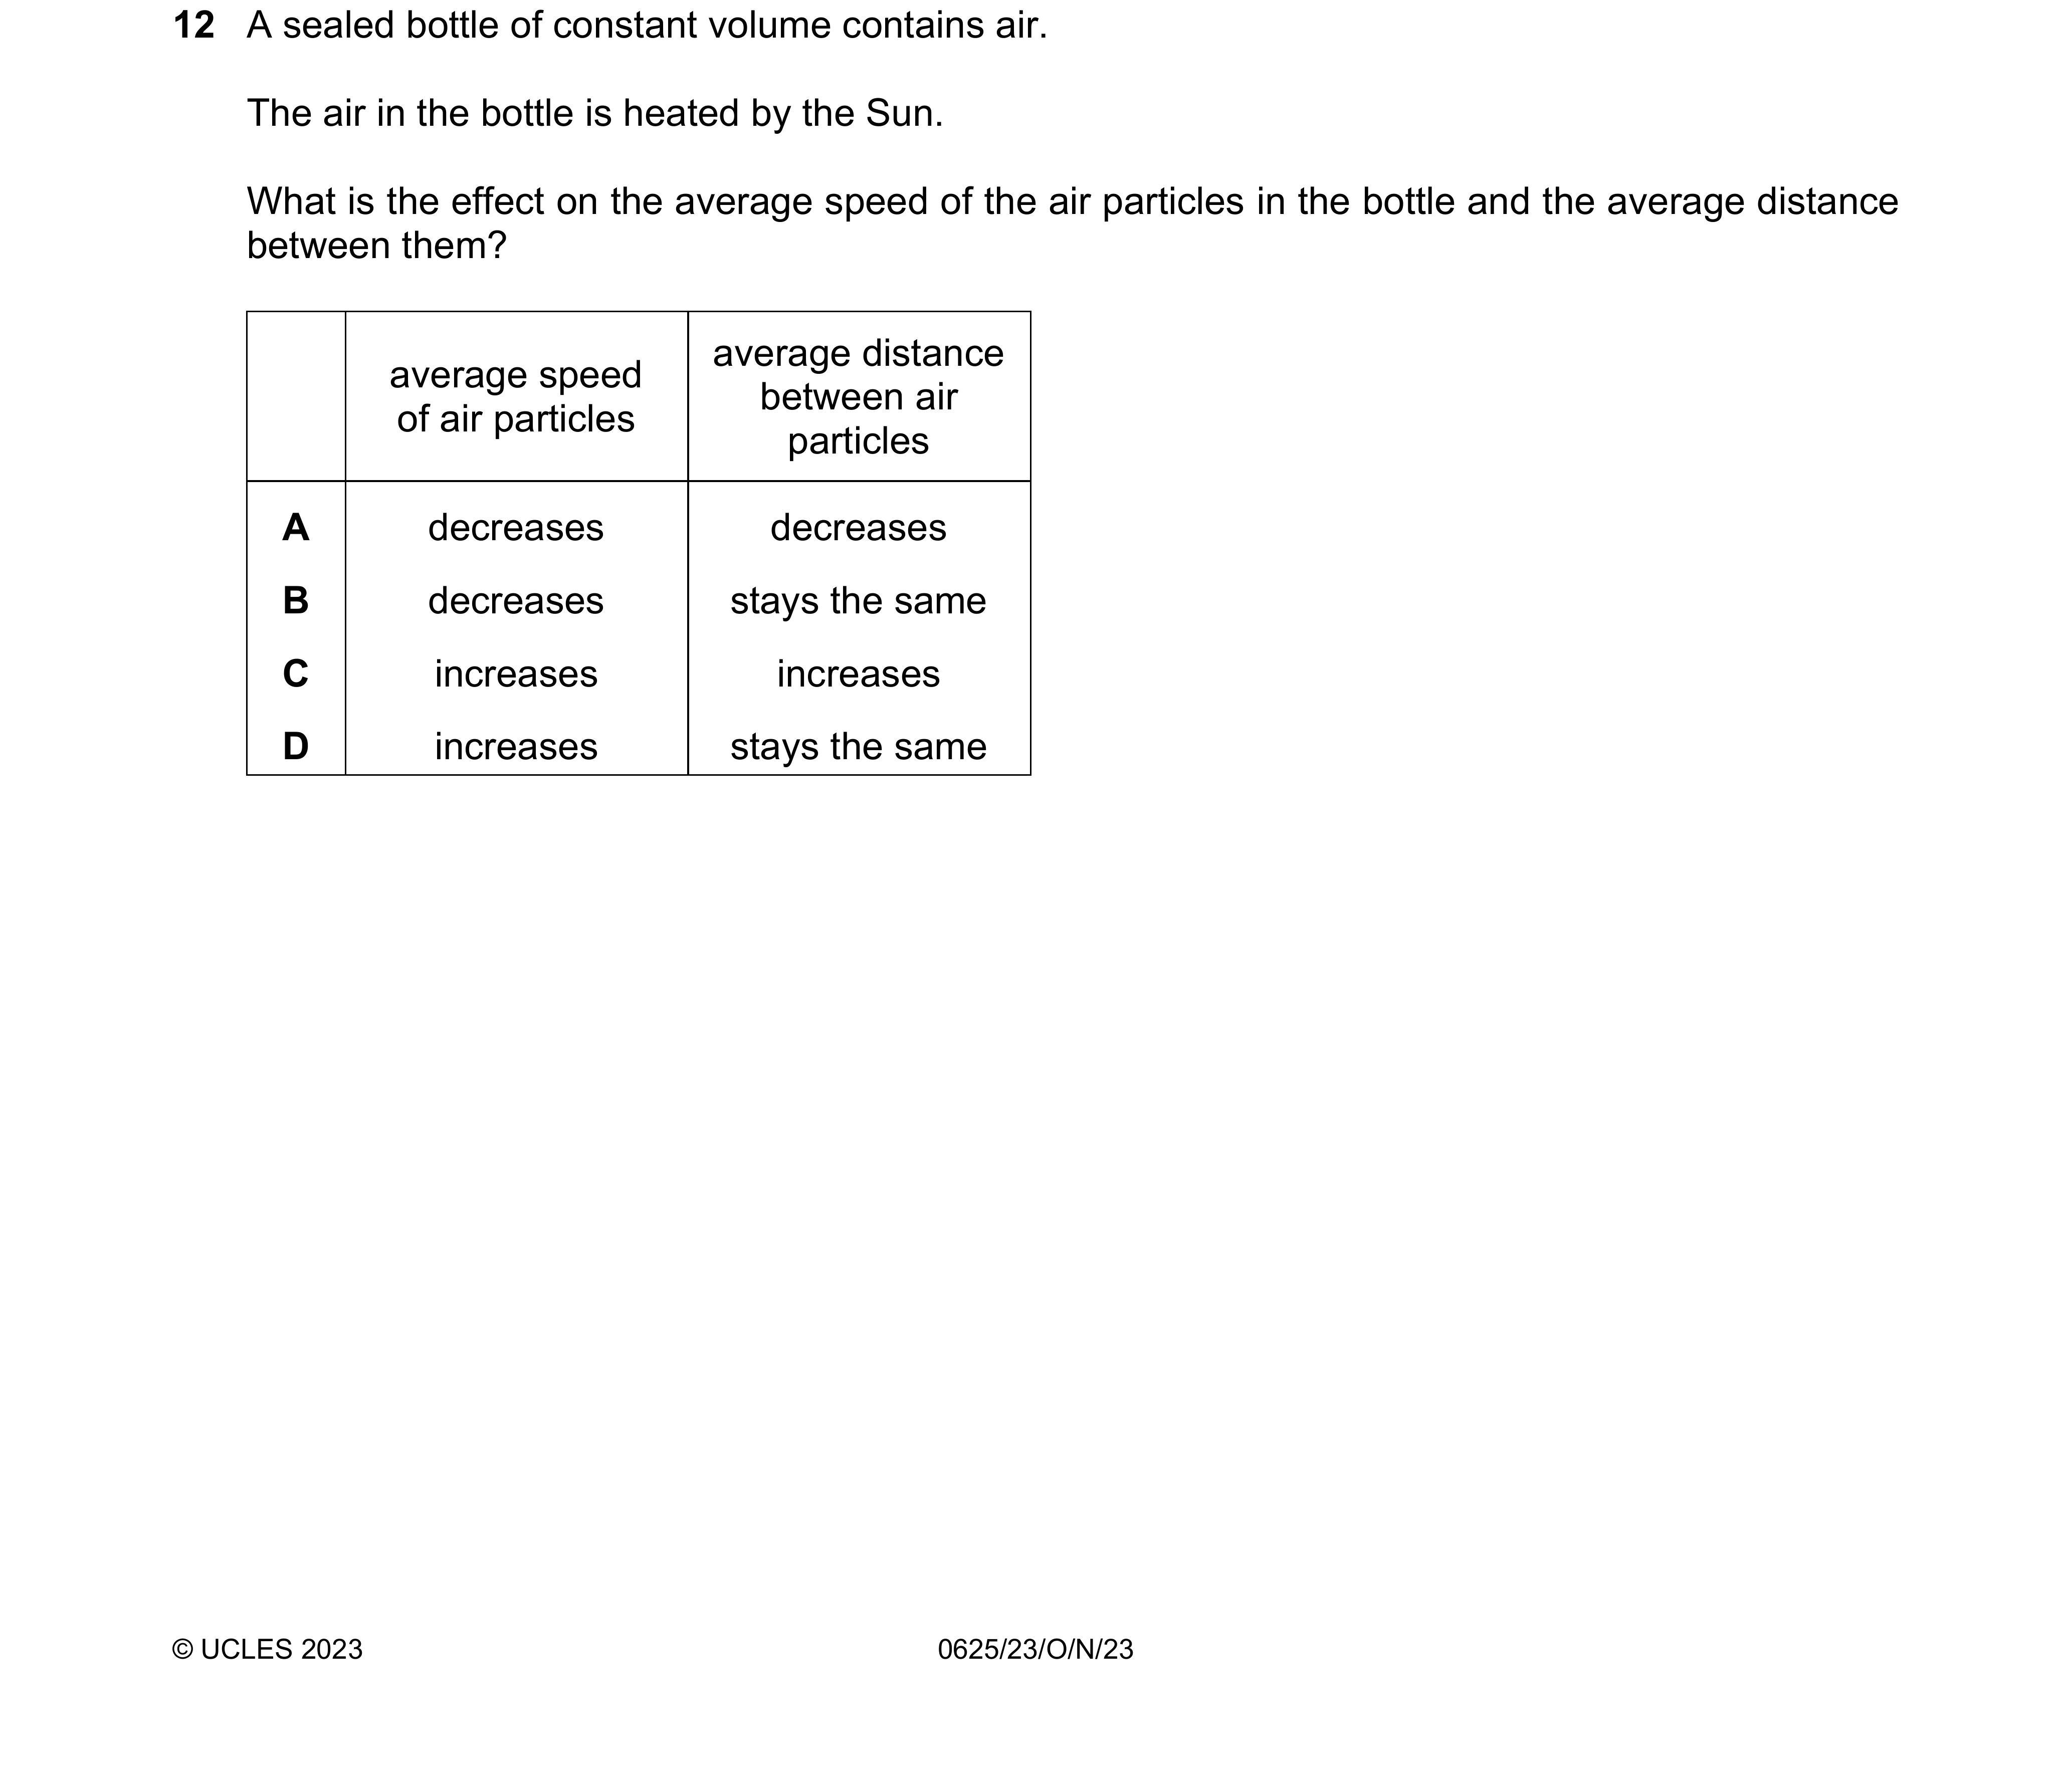 12 A sealed bottle of constant volume contains air.
The air in the bottle is heated by the Sun.
What is the effect on the average speed of the air particles in the bottle and the average distance
between them?
average speed
of air particles
average distance
between air
particles
A decreases decreases
B decreases stays the same
C increases increases
D increases stays the same
© UCLES 2023 0625/23/O/N/23